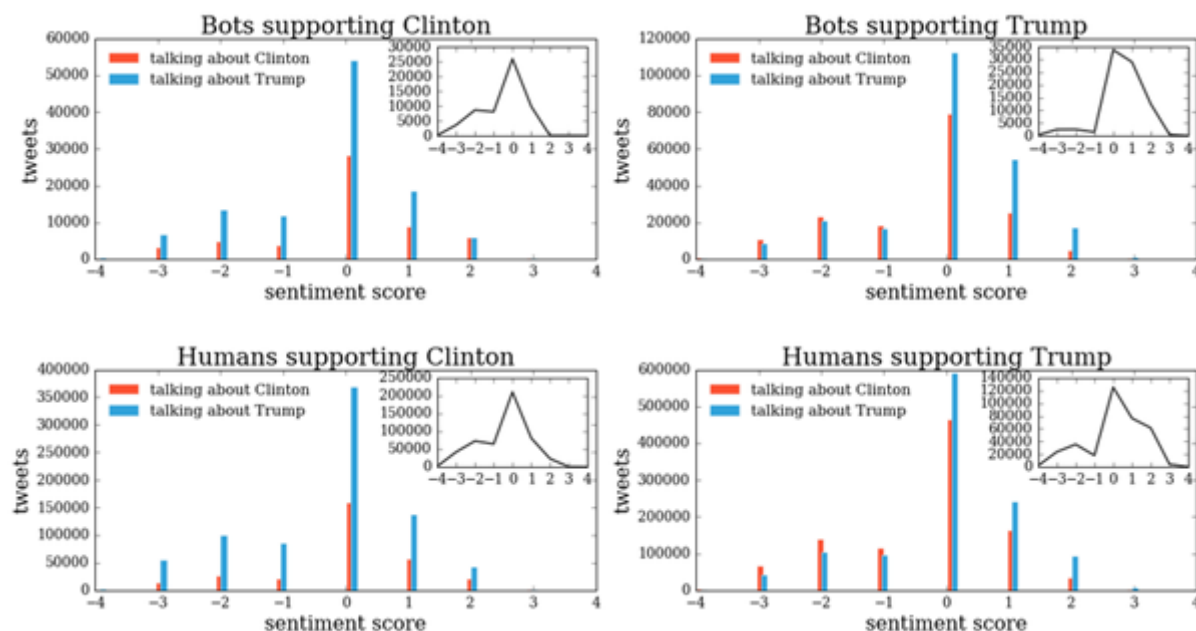 Bots supporting Clinton
60000
50000
40000
30000
20000
10000
0
tweets
talking about Clinton
talking about Trump
30000
25000
20000
15000
10000
5000
0
−4 −3 −2 −1 0 1 2 3 4
−4 −3 −2 −1 0 1 2 3 4
sentiment score
Bots supporting Trump
120000
100000
80000
60000
40000
20000
0
tweets
talking about Clinton
talking about Trump
35000
30000
25000
20000
15000
10000
5000
0
−4 −3 −2 −1 0 1 2 3 4
−4 −3 −2 −1 0 1 2 3 4
sentiment score
Humans supporting Clinton
400000
350000
300000
250000
200000
150000
100000
50000
0
tweets
talking about Clinton
talking about Trump
250000
200000
150000
100000
50000
0
−4 −3 −2 −1 0 1 2 3 4
−4 −3 −2 −1 0 1 2 3 4
sentiment score
Humans supporting Trump
600000
500000
400000
300000
200000
100000
0
tweets
talking about Clinton
talking about Trump
140000
120000
100000
80000
60000
40000
20000
0
−4 −3 −2 −1 0 1 2 3 4
−4 −3 −2 −1 0 1 2 3 4
sentiment score